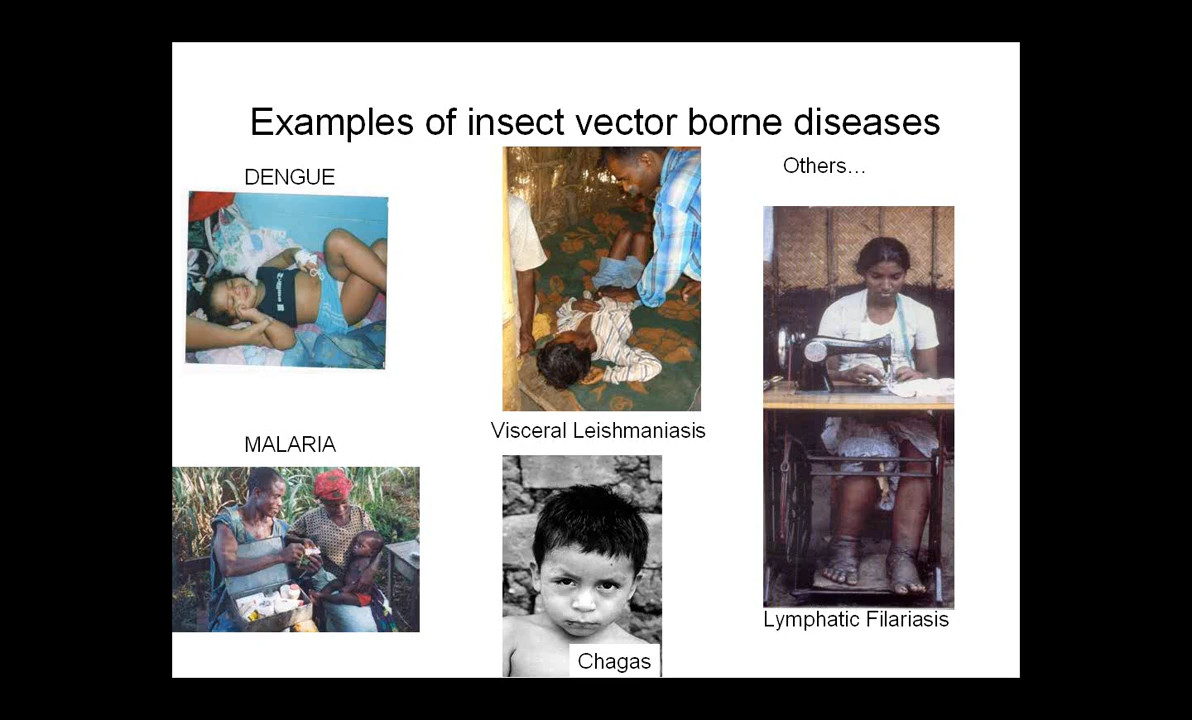 Examples of insect vector borne diseases
DENGUE
Others...
Visceral Leishmaniasis
MALARIA
Lymphatic Filariasis
Chagas